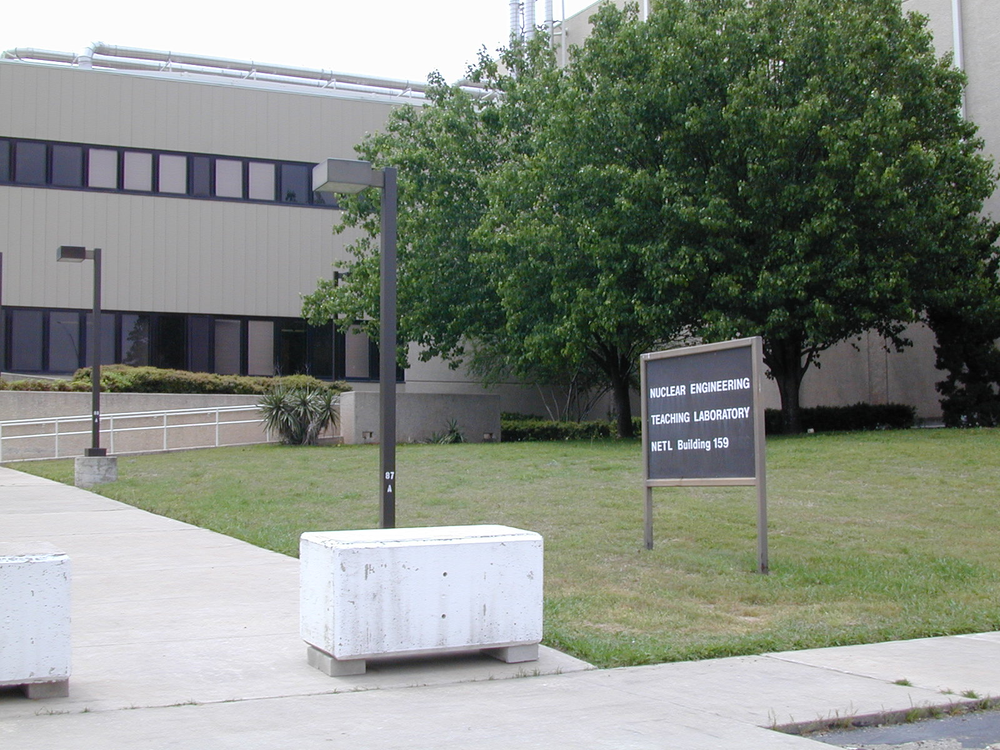 NUCLEAR ENGINEERING
TEACHING LABORATORY
NETL Building 159
87
A